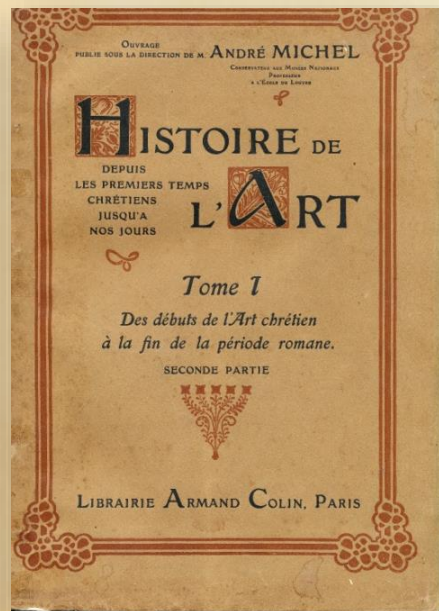 OUVRAGE
PUBLIÉ SOUS LA DIRECTION DE M. ANDRÉ MICHEL
CONSERVATEUR AUX MUSÉES NATIONAUX
PROFESSEUR
A L'ÉCOLE DU LOUVRE
HISTOIRE DE
DEPUIS
LES PREMIERS TEMPS
CHRÉTIENS
JUSQU'A
NOS JOURS
L'ART
Tome I
Des débuts de l'Art chrétien
à la fin de la période romane.
SECONDE PARTIE
LIBRAIRIE ARMAND COLIN, PARIS